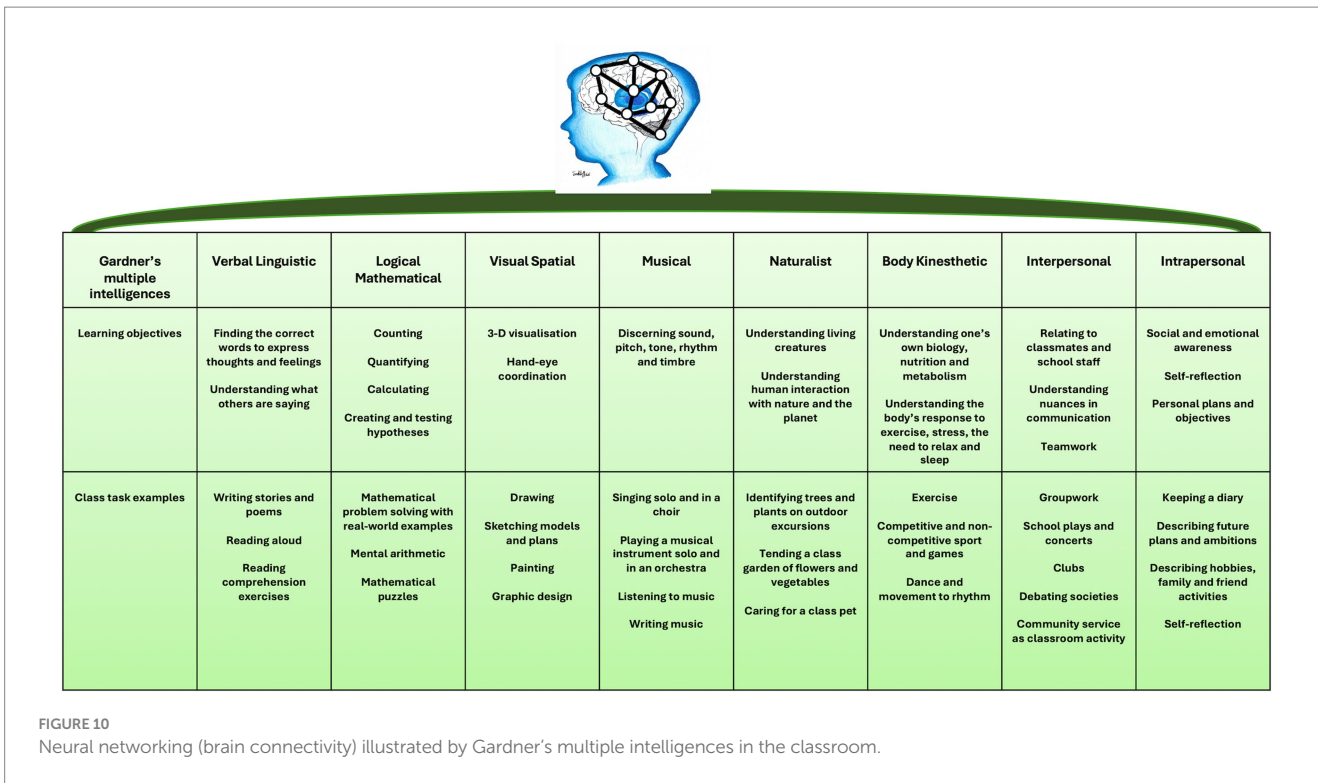 Gardner's
multiple
intelligences
Verbal Linguistic
Logical
Mathematical
Visual Spatial
Musical
Naturalist
Body Kinesthetic
Interpersonal
Intrapersonal
Learning objectives
Finding the correct
words to express
thoughts and feelings
Understanding what
others are saying
Counting
Quantifying
Calculating
Creating and testing
hypotheses
3-D visualisation
Hand-eye
coordination
Discerning sound,
pitch, tone, rhythm
and timbre
Understanding living
creatures
Understanding
human interaction
with nature and the
planet
Understanding one's
own biology,
nutrition and
metabolism
Understanding the
body's response to
exercise, stress, the
need to relax and
sleep
Relating to
classmates and
school staff
Understanding
nuances in
communication
Teamwork
Social and emotional
awareness
Self-reflection
Personal plans and
objectives
Class task examples
Writing stories and
poems
Reading aloud
Reading
comprehension
exercises
Mathematical
problem solving with
real-world examples
Mental arithmetic
Mathematical
puzzles
Drawing
Sketching models
and plans
Painting
Graphic design
Singing solo and in a
choir
Playing a musical
instrument solo and
in an orchestra
Listening to music
Writing music
Identifying trees and
plants on outdoor
excursions
Tending a class
garden of flowers and
vegetables
Caring for a class pet
Exercise
Competitive and non-
competitive sport
and games
Dance and
movement to rhythm
Groupwork
School plays and
concerts
Clubs
Debating societies
Community service
as classroom activity
Keeping a diary
Describing future
plans and ambitions
Describing hobbies,
family and friend
activities
Self-reflection
FIGURE 10
Neural networking (brain connectivity) illustrated by Gardner's multiple intelligences in the classroom.